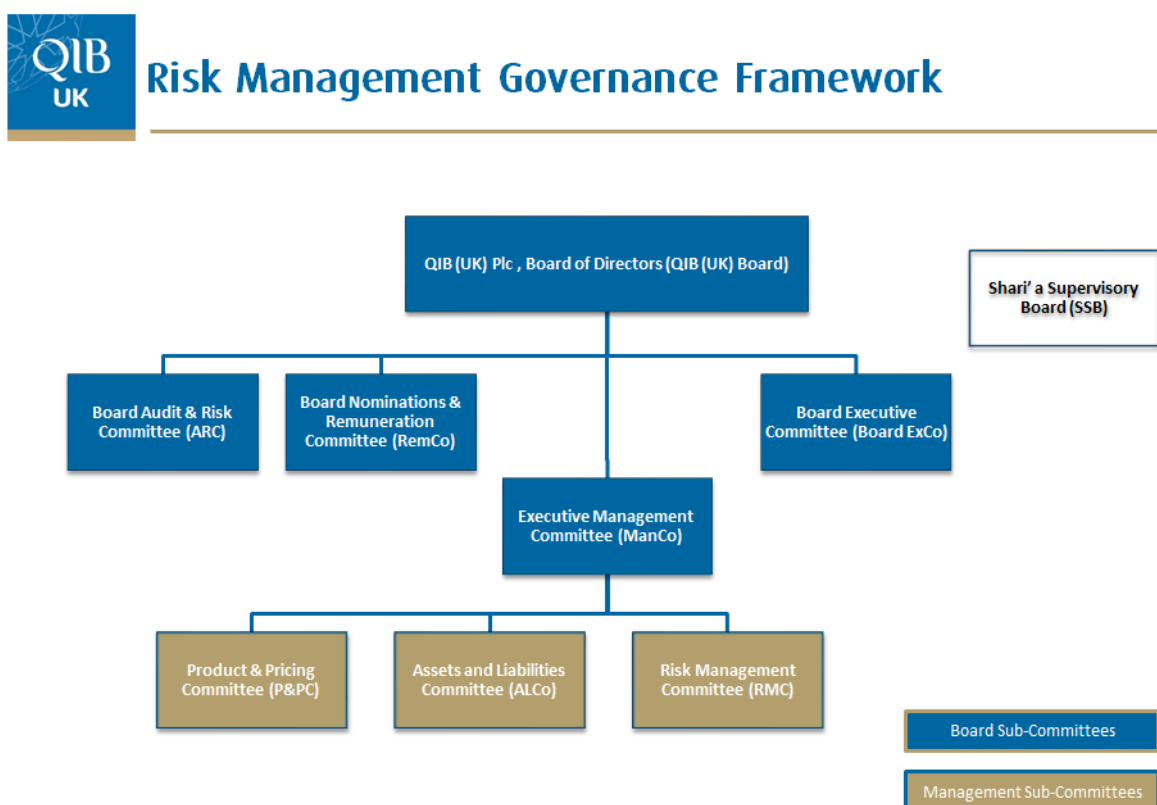 QIB
UK
Risk Management Governance Framework
QIB (UK) Plc , Board of Directors (QIB (UK) Board)
Shari' a Supervisory
Board (SSB)
Board Audit & Risk
Committee (ARC)
Board Nominations &
Remuneration
Committee (RemCo)
Board Executive
Committee (Board ExCo)
Executive Management
Committee (ManCo)
Product & Pricing
Committee (P&PC)
Assets and Liabilities
Committee (ALCo)
Risk Management
Committee (RMC)
Board Sub-Committees
Management Sub-Committees